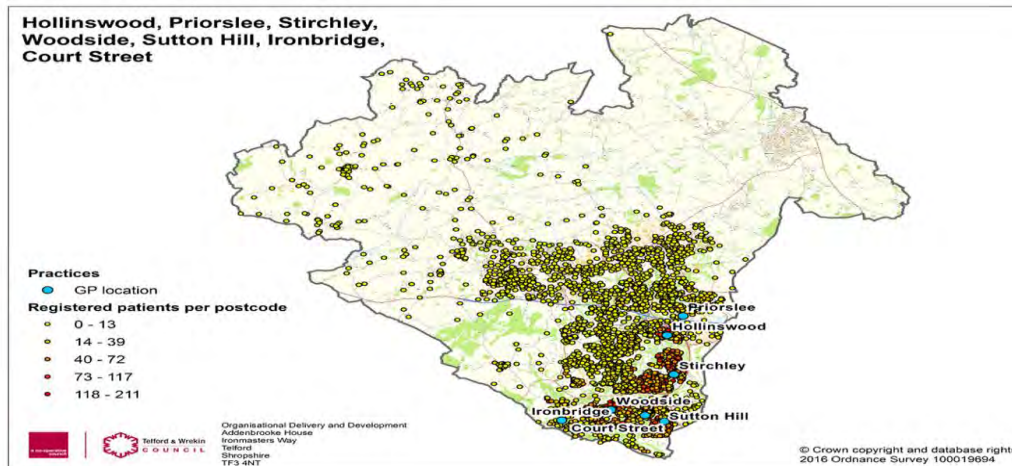 Hollinswood, Priorslee, Stirchley,
Woodside, Sutton Hill, Ironbridge,
Court Street
Priorslee
Hollinswood
Stirchley
Woodside
Ironbridge
Sutton Hill
Court Street
Practices
GP location
Registered patients per postcode
0 - 13
14 - 39
40 - 72
73 - 117
118 - 211
a co-operative
council
Telford & Wrekin
COUNCIL
Organisational Delivery and Development
Addenbrooke House
Ironmasters Way
Telford
Shropshire
TF3 4NT
© Crown copyright and database rights
2016 Ordnance Survey 100019694